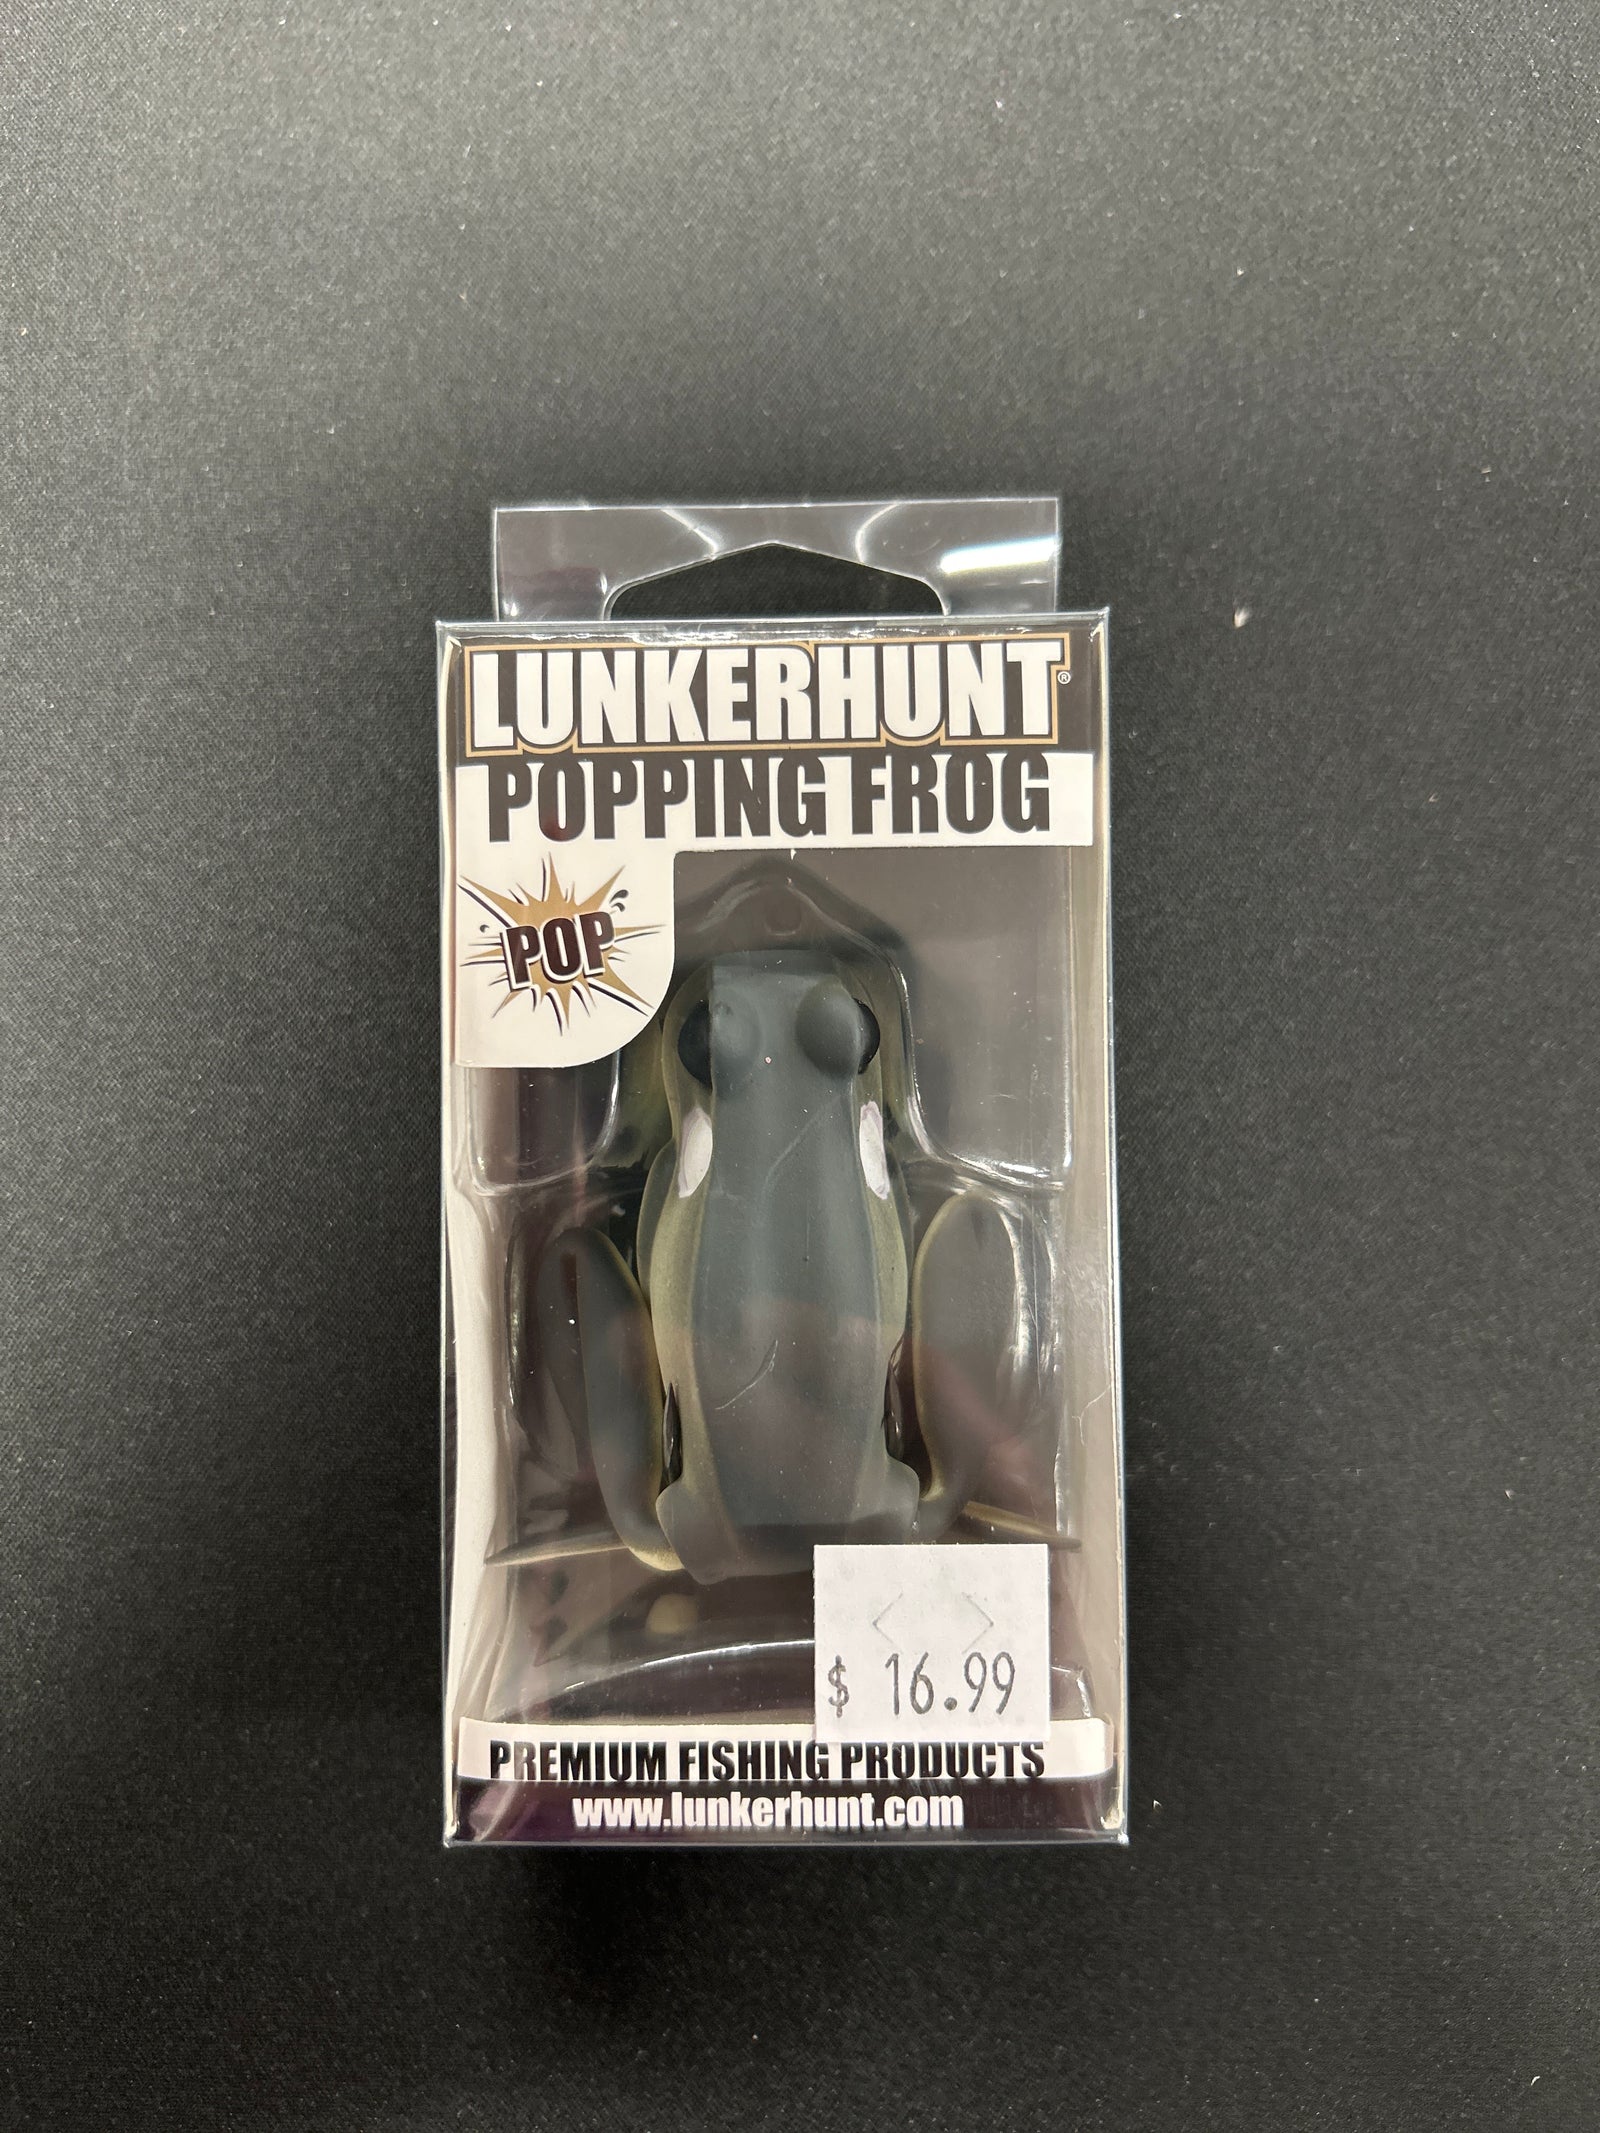 LUNKERHUNT®
POPPING FROG
POP
$ 16.99
PREMIUM FISHING PRODUCTS
www.lunkerhunt.com